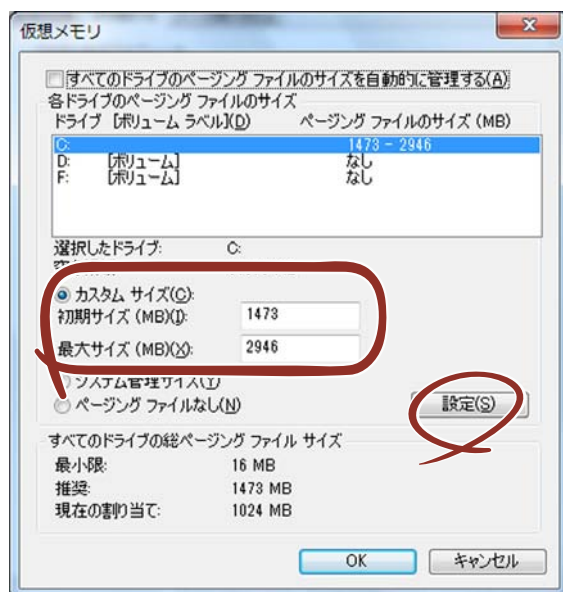 仮想メモリ
すべてのドライブのページング ファイルのサイズを自動的に管理する(A)
各ドライブのページング ファイルのサイズ
ドライブ [ボリューム ラベル](D) ページング ファイルのサイズ (MB)
C: 1473 - 2946
D: [ボリューム] なし
F: [ボリューム] なし
選択したドライブ: C:
カスタム サイズ(C):
初期サイズ (MB)(I): 1473
最大サイズ (MB)(X): 2946
システム管理サイズ(Y)
ページング ファイルなし(N) 設定(S)
すべてのドライブの総ページング ファイル サイズ
最小限: 16 MB
推奨: 1473 MB
現在の割り当て: 1024 MB
OK キャンセル